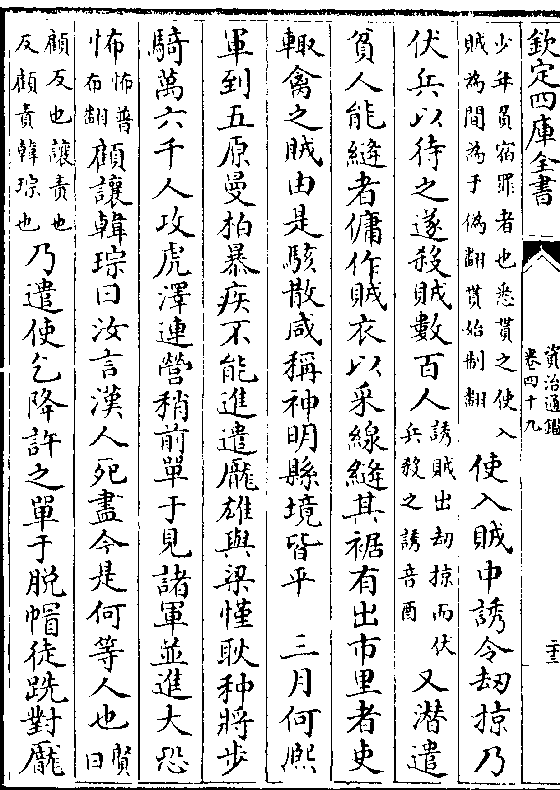 欽定四庫全書
資治通鑑
卷四十九
少年負宿罪者也悉貰之使入
賊為間為于偽翻貰始制翻
使入賊中誘令劫掠乃
伏兵以待之遂殺賊數百人
誘賊出劫掠而伏
兵殺之誘音酉
又潛遣
貧人能縫者傭作賊衣以采線縫其裾有出市里者吏
輙禽之賊由是駭散咸稱神明縣境皆平 三月何熈
軍到五原曼柏暴疾不能進遣龎雄與梁慬耿种將步
騎萬六千人攻虎澤連營稍前單于見諸軍並進大恐
怖怖普
布翻
顧讓韓琮曰汝言漢人死盡今是何等人也
賢
曰
顧反也讓責也
反顧責韓琮也
乃遣使乞降許之單于脱帽徒跣對龎